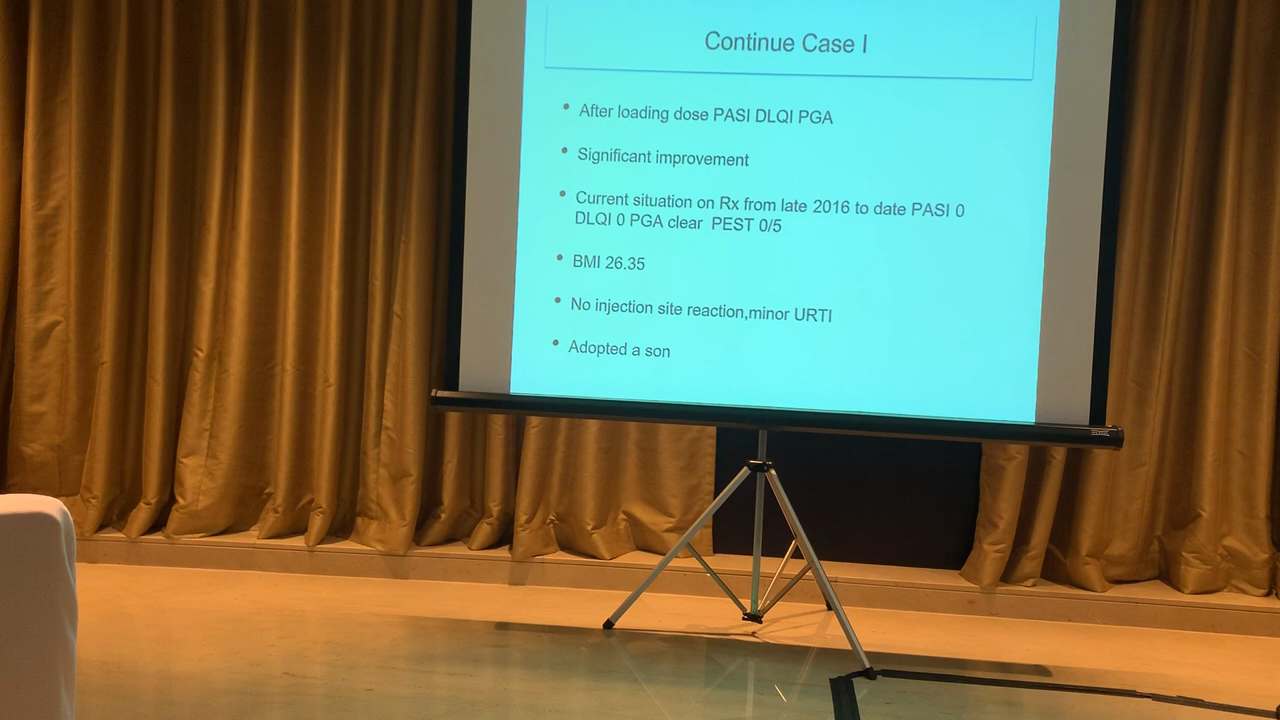 Continue Case I
• After loading dose PASI DLQI PGA
• Significant improvement
• Current situation on Rx from late 2016 to date PASI 0
DLQI 0 PGA clear  PEST 0/5
• BMI 26.35
• No injection site reaction,minor URTI
• Adopted a son